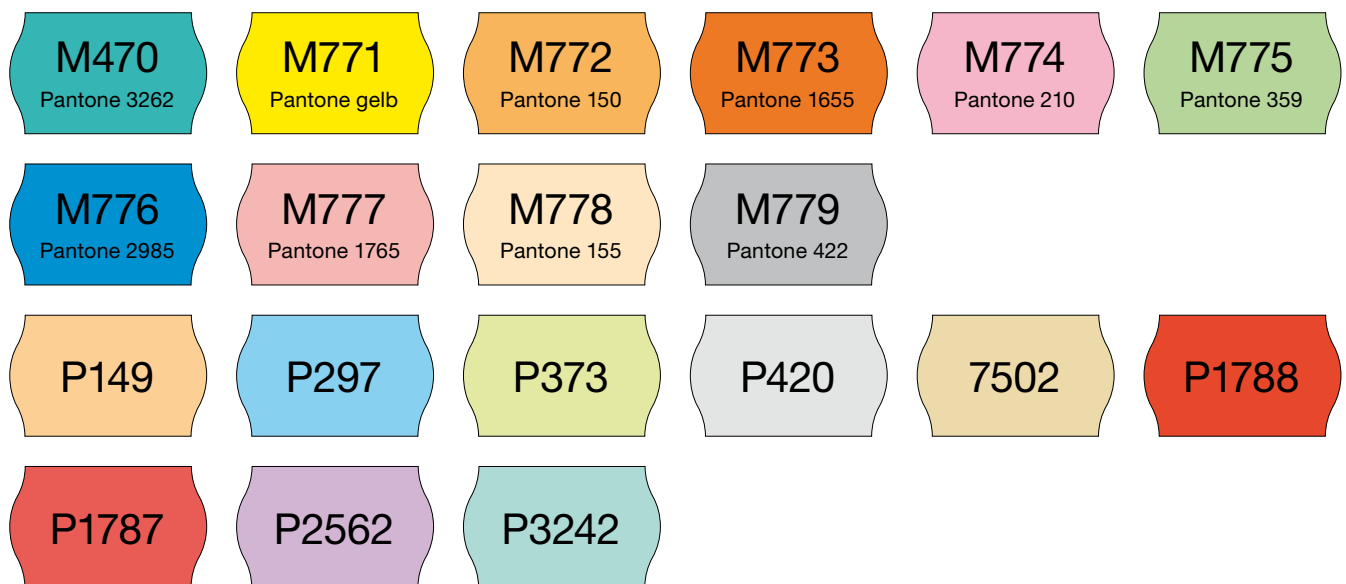 M470
Pantone 3262
M771
Pantone gelb
M772
Pantone 150
M773
Pantone 1655
M774
Pantone 210
M775
Pantone 359
M776
Pantone 2985
M777
Pantone 1765
M778
Pantone 155
M779
Pantone 422
P149
P297
P373
P420
7502
P1788
P1787
P2562
P3242